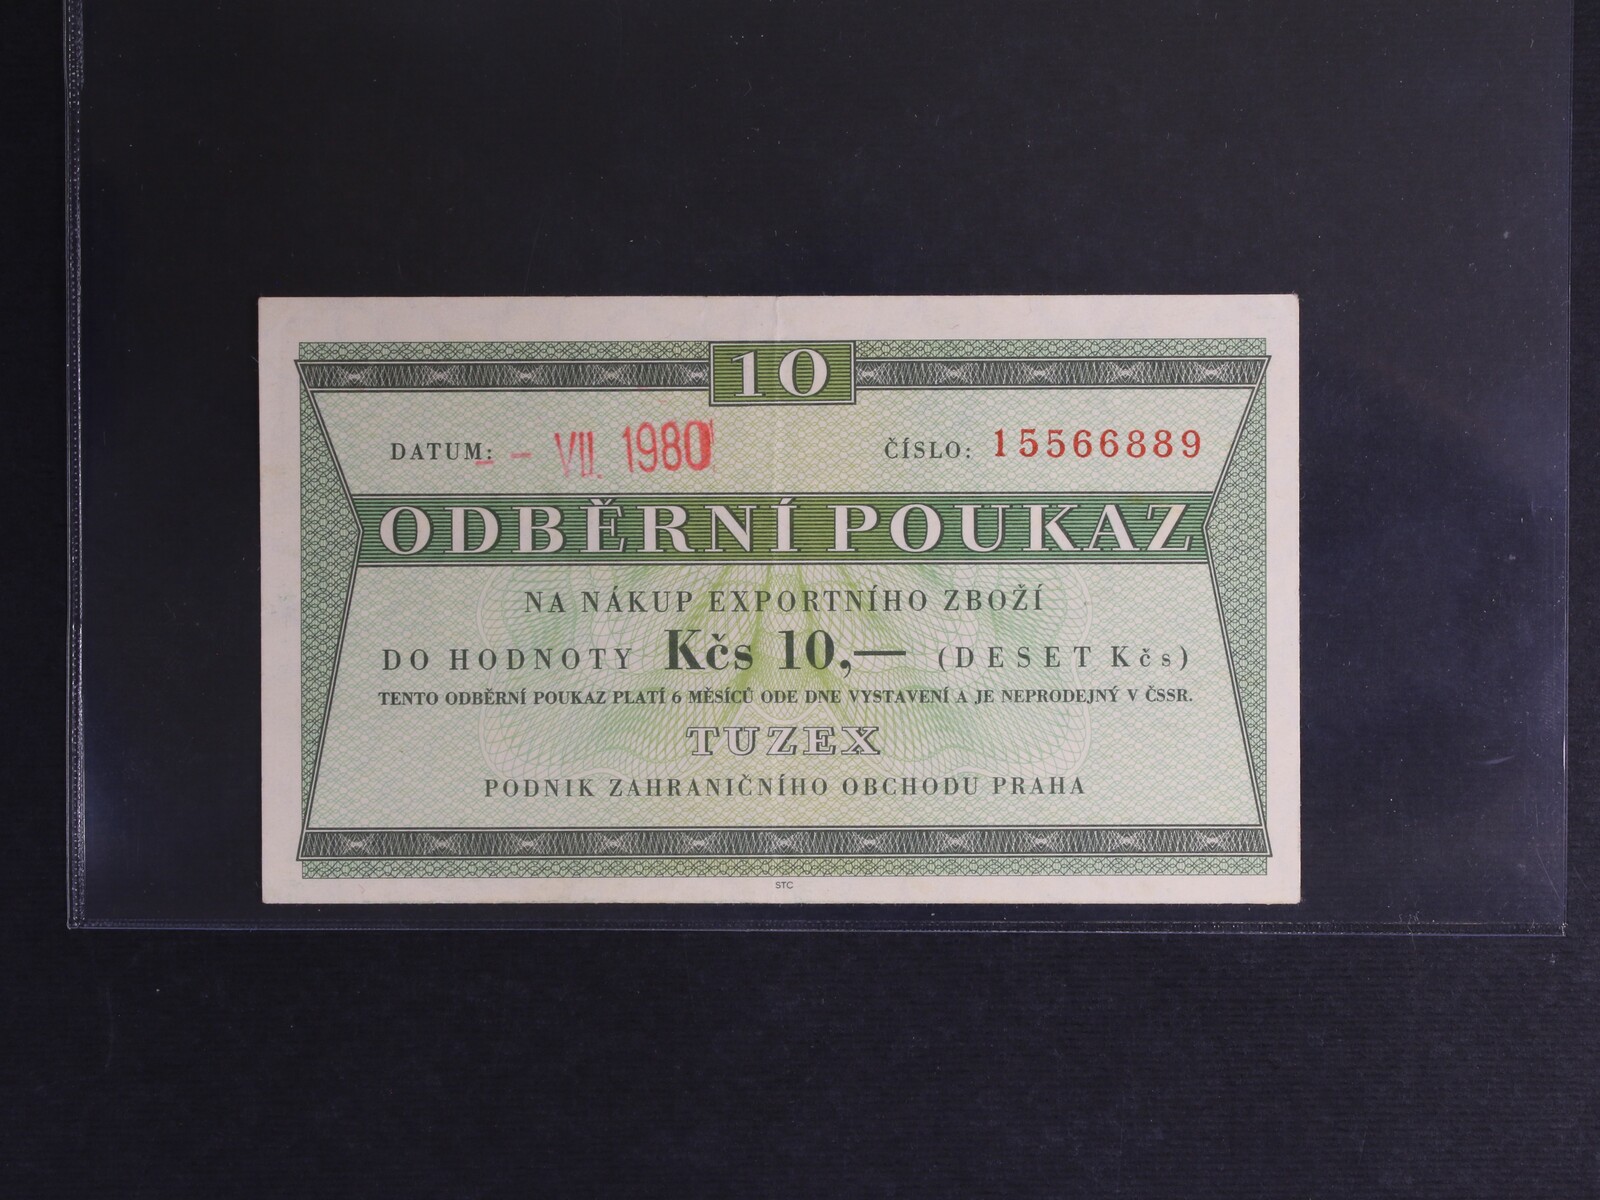 10
DATUM: - - VII. 1980 ČÍSLO: 15566889
ODBĚRNÍ POUKAZ
NA NÁKUP EXPORTNÍHO ZBOŽÍ
DO HODNOTY Kčs 10,— (DESET Kčs)
TENTO ODBĚRNÍ POUKAZ PLATÍ 6 MĚSÍCŮ ODE DNE VYSTAVENÍ A JE NEPRODEJNÝ V ČSSR.
TUZEX
PODNIK ZAHRANIČNÍHO OBCHODU PRAHA
STC